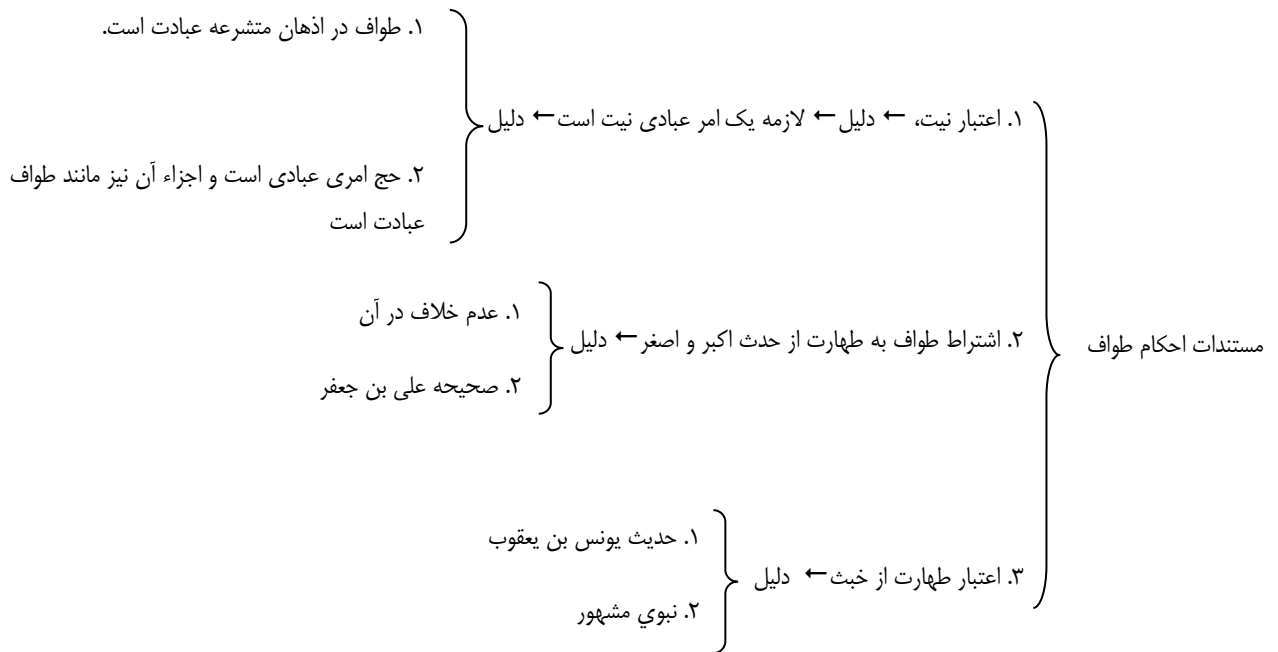 مستندات احکام طواف
۱. اعتبار نیت، ← دلیل ← لازمه یک امر عبادی نیت است ← دلیل
۱. طواف در اذهان متشرعه عبادت است.
۲. حج امری عبادی است و اجزاء آن نیز مانند طواف
عبادت است
۲. اشتراط طواف به طهارت از حدث اکبر و اصغر ← دلیل
۱. عدم خلاف در آن
۲. صحیحه علی بن جعفر
۳. اعتبار طهارت از خبث ← دلیل
۱. حدیث یونس بن یعقوب
۲. نبوي مشهور